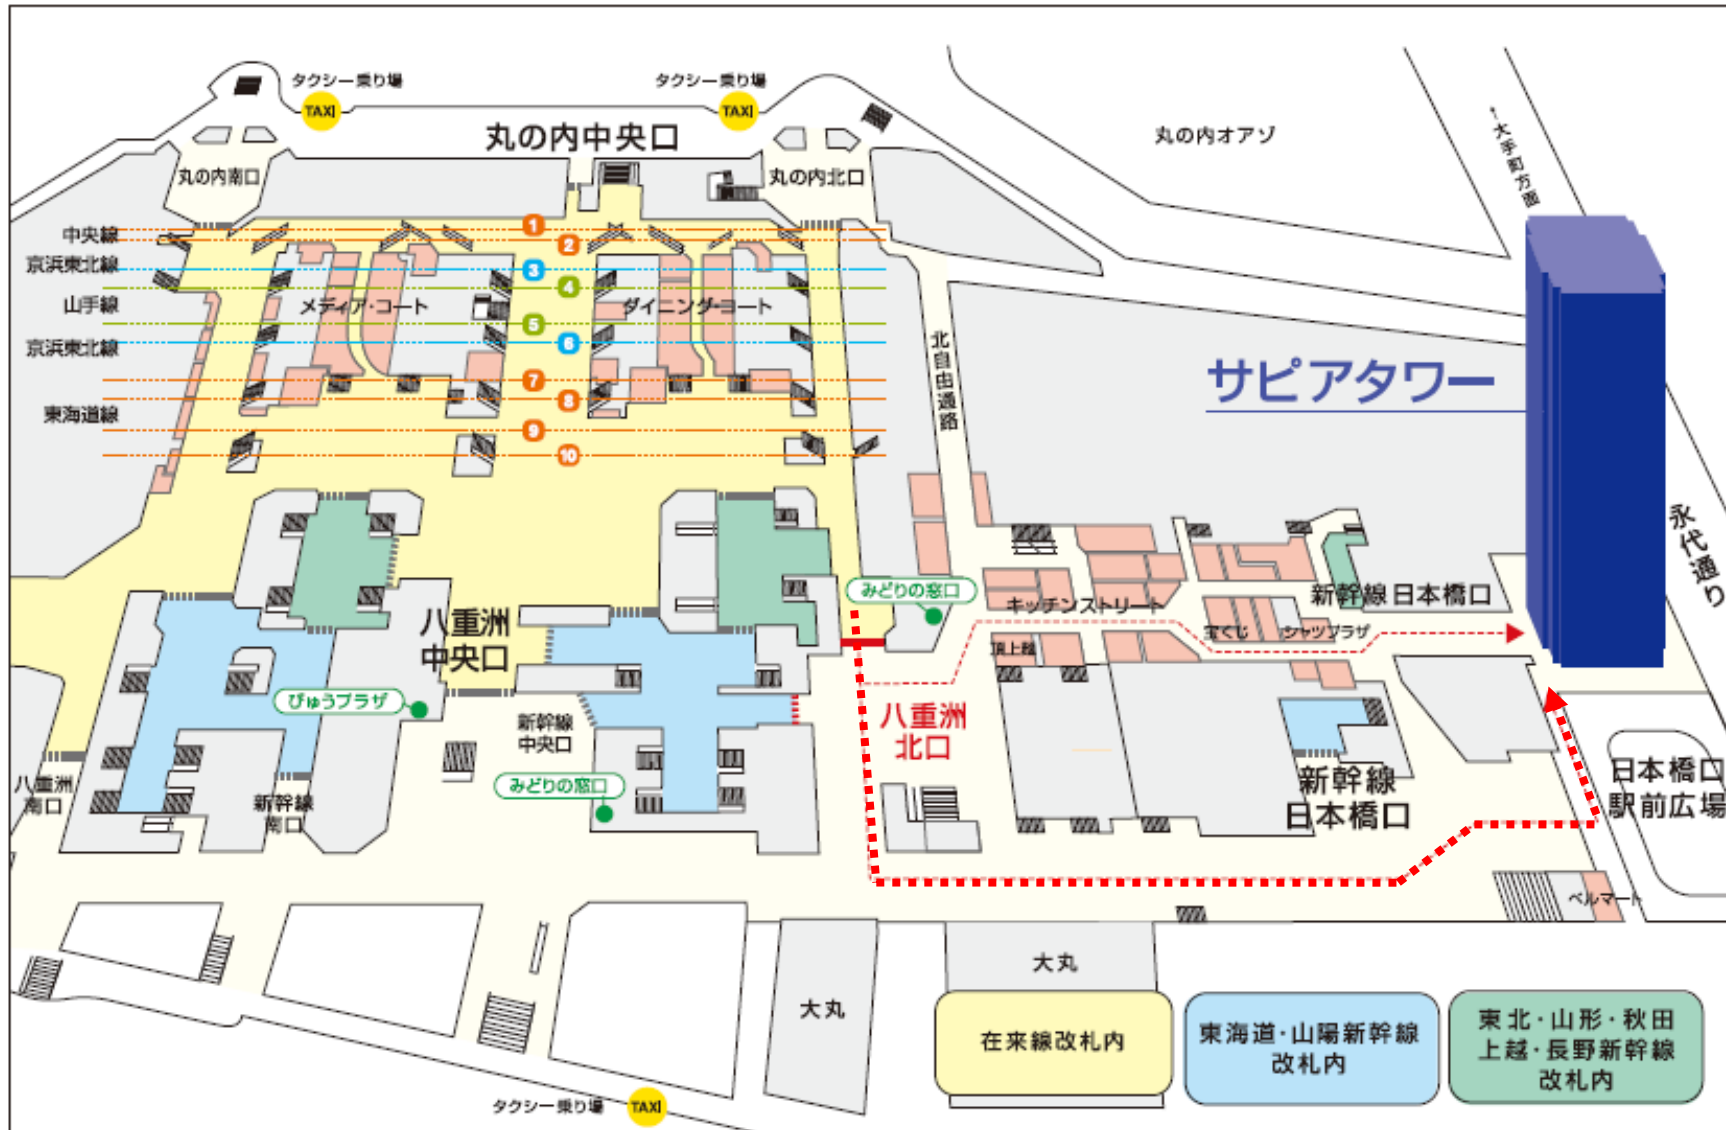 タクシー乗り場
TAXI
タクシー乗り場
TAXI
丸の内中央口
丸の内オアゾ
←大手町方面
丸の内南口
丸の内北口
中央線
京浜東北線
山手線
京浜東北線
東海道線
1
2
3
4
5
6
7
8
9
10
メディア・コート
ダイニング・コート
北自由通路
サピアタワー
永代通り
みどりの窓口
キッチンストリート
新幹線日本橋口
宝くじ
シャツプラザ
頂上麺
八重洲
中央口
びゅうプラザ
新幹線
中央口
八重洲
北口
みどりの窓口
八重洲
南口
新幹線
南口
新幹線
日本橋口
日本橋口
駅前広場
ベルマート
大丸
大丸
タクシー乗り場
TAXI
在来線改札内
東海道・山陽新幹線
改札内
東北・山形・秋田
上越・長野新幹線
改札内